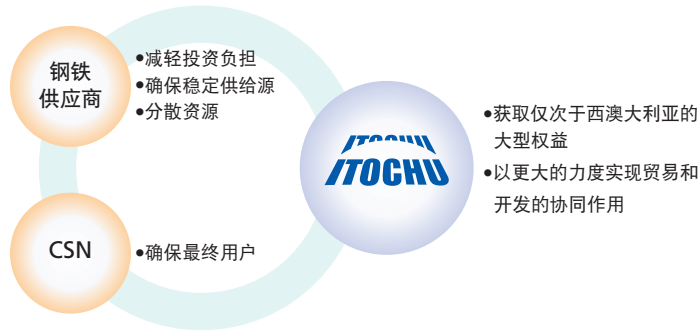 钢铁
供应商
•减轻投资负担
•确保稳定供给源
•分散资源
ITOCHU
ITOCHU
•获取仅次于西澳大利亚的
大型权益
•以更大的力度实现贸易和
开发的协同作用
CSN
•确保最终用户